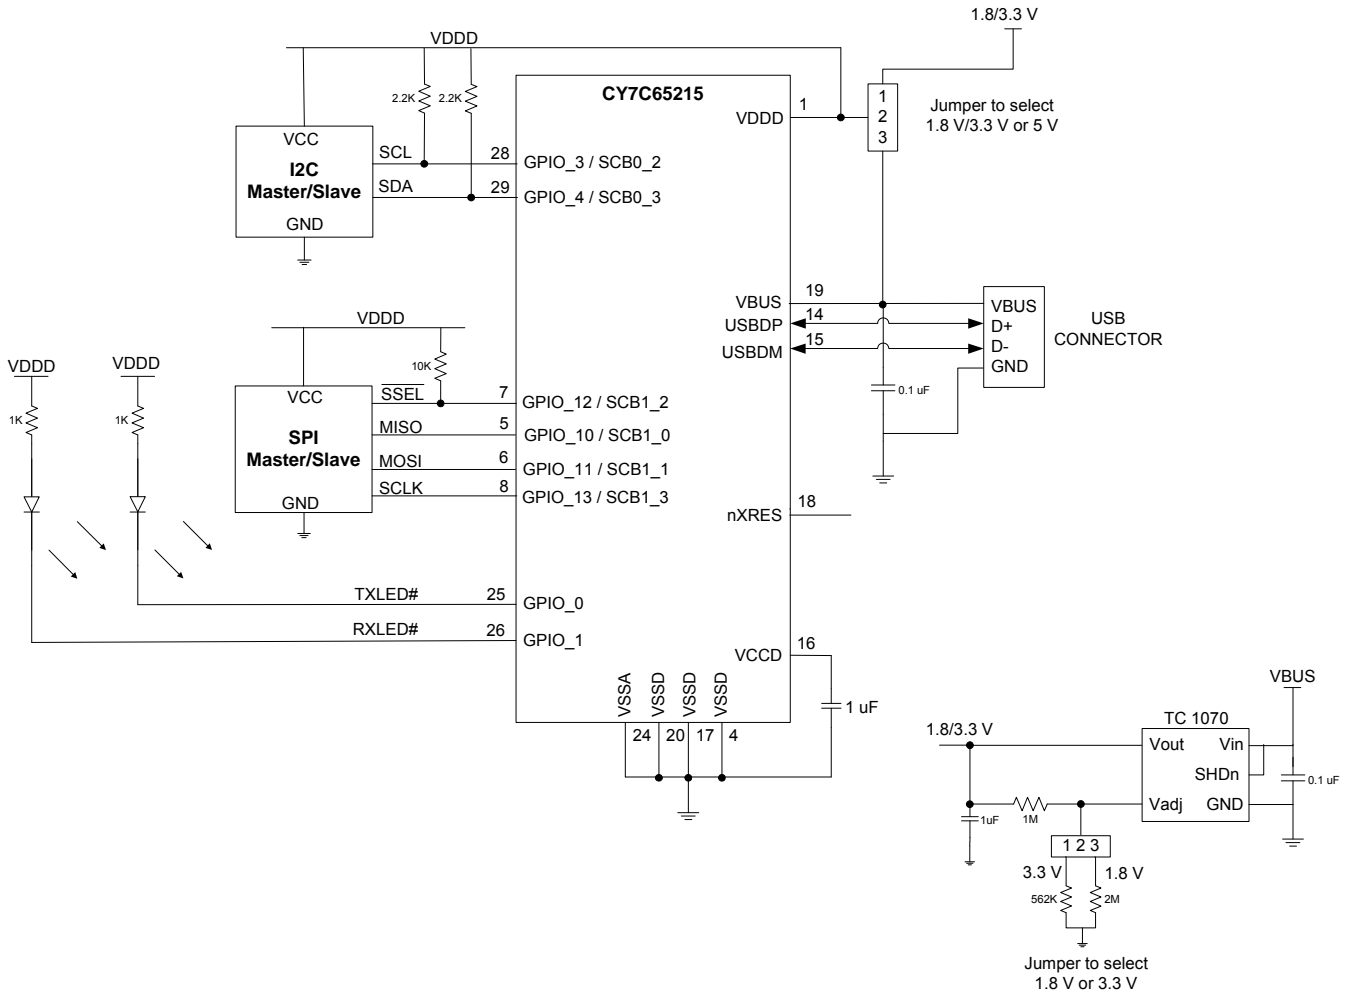 1.8/3.3 V
VDDD
CY7C65215
2.2K
2.2K
VDDD
1
1
2
3
Jumper to select
1.8 V/3.3 V or 5 V
VCC
I2C
Master/Slave
GND
SCL
28
GPIO_3 / SCB0_2
SDA
29
GPIO_4 / SCB0_3
VBUS
19
USBDP
14
USBDM
15
VBUS
D+
D-
GND
USB
CONNECTOR
0.1 uF
VDDD
10K
VDDD
VDDD
1K
1K
VCC
SPI
Master/Slave
GND
SSEL
7
GPIO_12 / SCB1_2
MISO
5
GPIO_10 / SCB1_0
MOSI
6
GPIO_11 / SCB1_1
SCLK
8
GPIO_13 / SCB1_3
nXRES
18
TXLED#
25
GPIO_0
RXLED#
26
GPIO_1
VCCD
16
1 uF
VSSA
VSSD
VSSD
VSSD
24
20
17
4
VBUS
1.8/3.3 V
TC 1070
Vout
Vin
SHDn
Vadj
GND
0.1 uF
1uF
1M
1 2 3
3.3 V
1.8 V
562K
2M
Jumper to select
1.8 V or 3.3 V